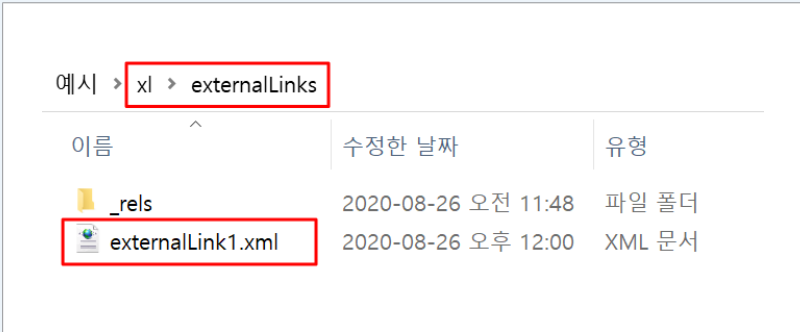 예시 > xl > externalLinks
이름 수정한 날짜 유형
_rels 2020-08-26 오전 11:48 파일 폴더
externalLink1.xml 2020-08-26 오후 12:00 XML 문서